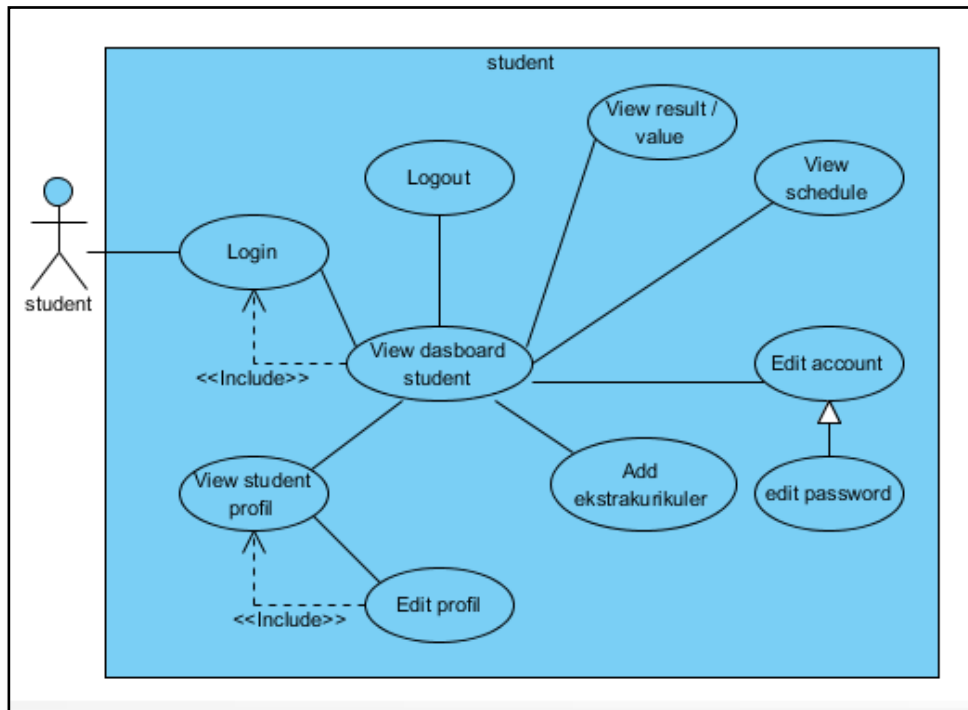 student
View result /
value
View
schedule
Logout
Login
student
View dasboard
student
Edit account
<<Include>>
View student
profil
Add
ekstrakurikuler
edit password
Edit profil
<<Include>>